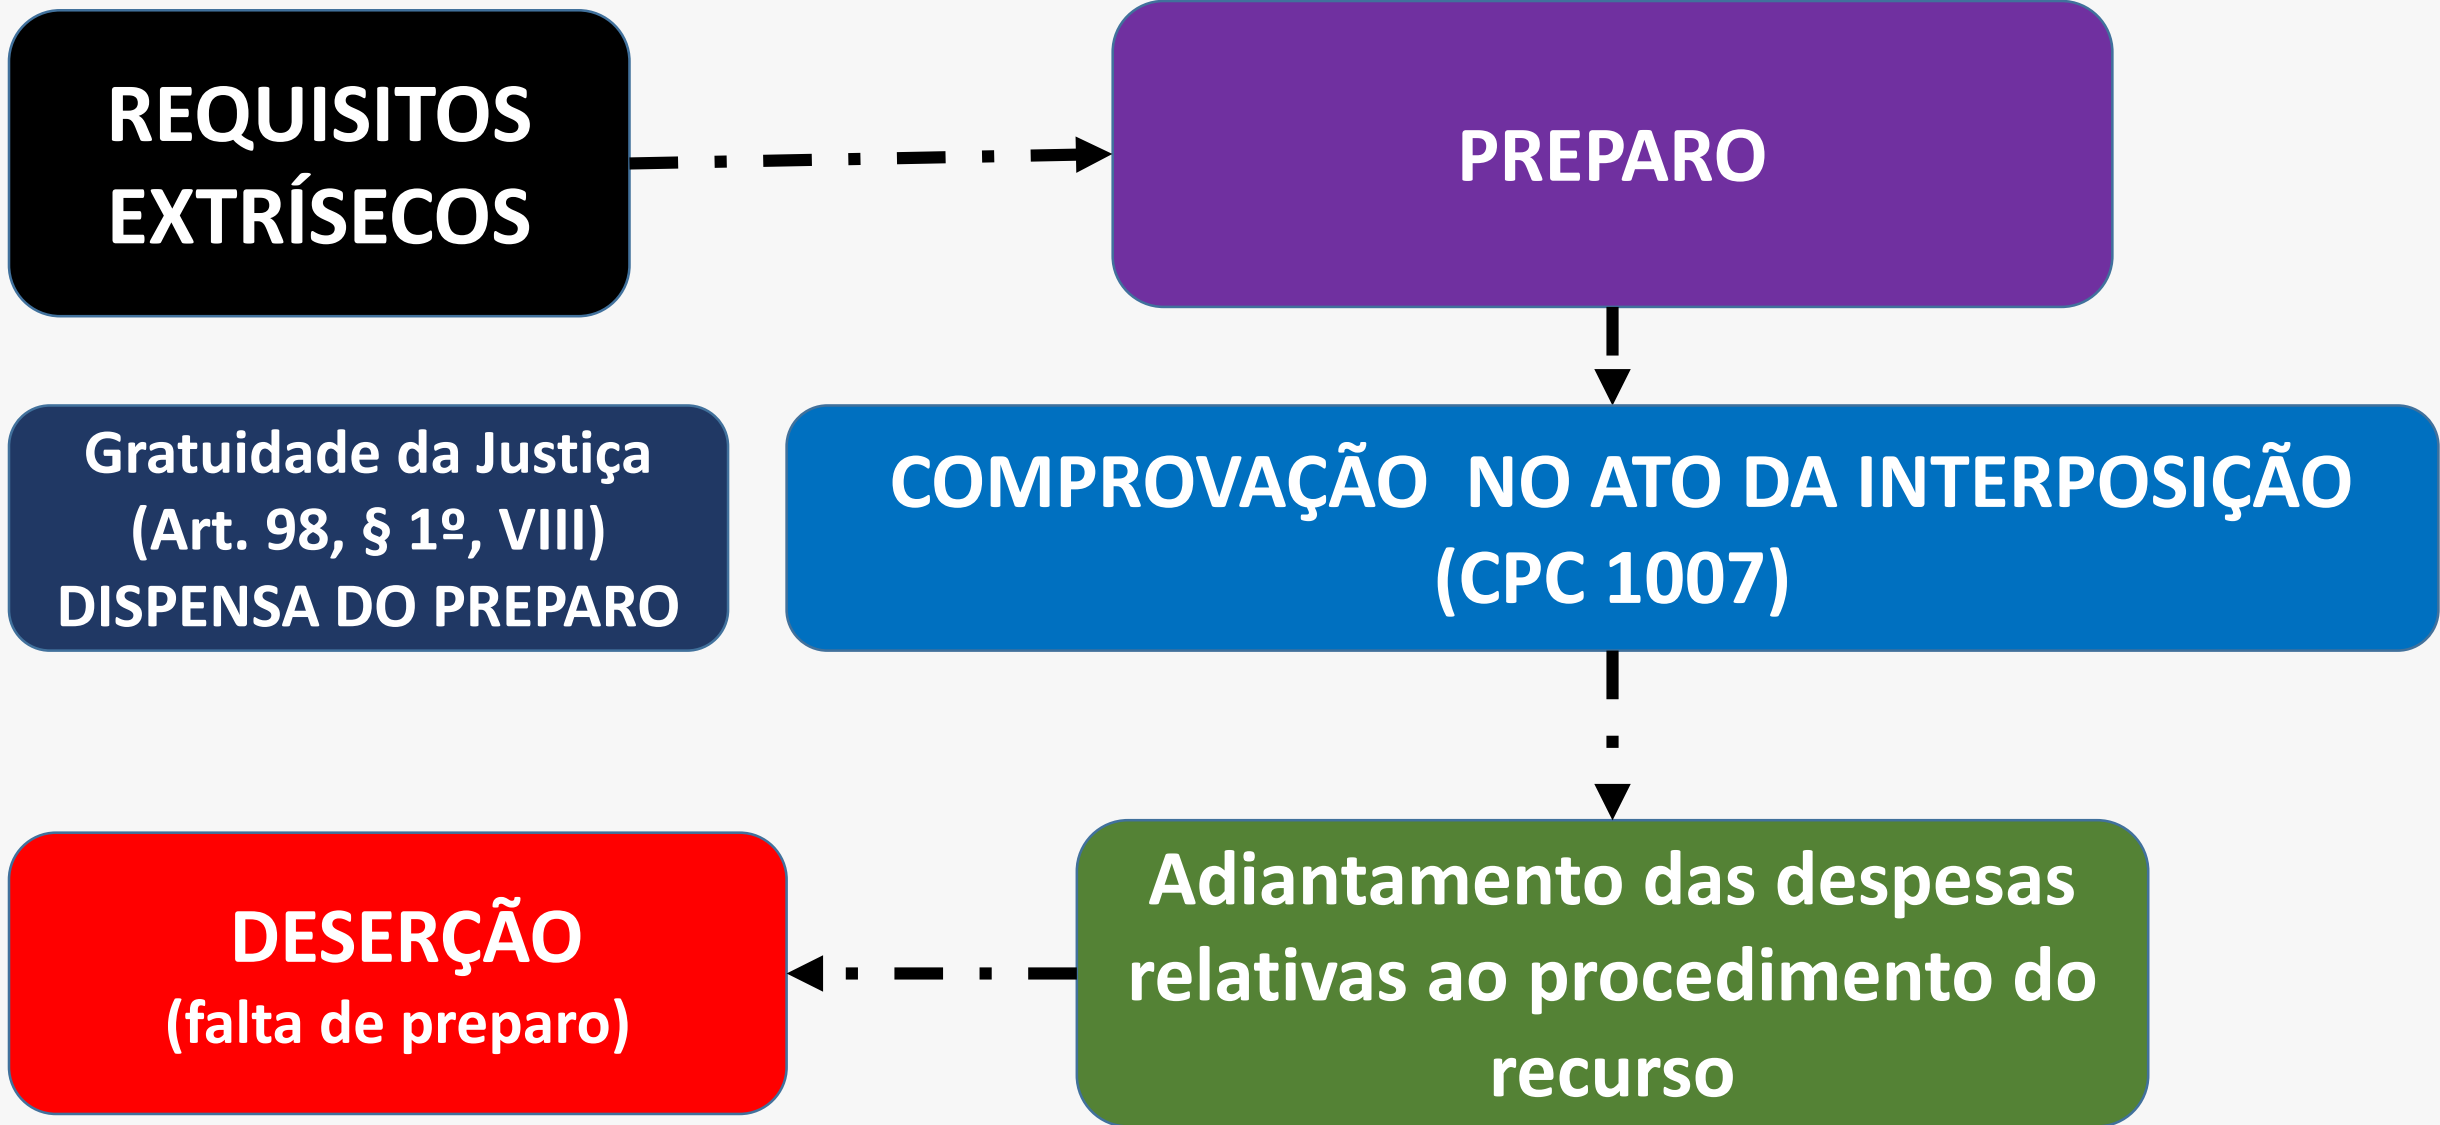 REQUISITOS
EXTRÍSECOS
PREPARO
Gratuidade da Justiça
(Art. 98, § 1º, VIII)
DISPENSA DO PREPARO
COMPROVAÇÃO  NO ATO DA INTERPOSIÇÃO
(CPC 1007)
DESERÇÃO
(falta de preparo)
Adiantamento das despesas
relativas ao procedimento do
recurso